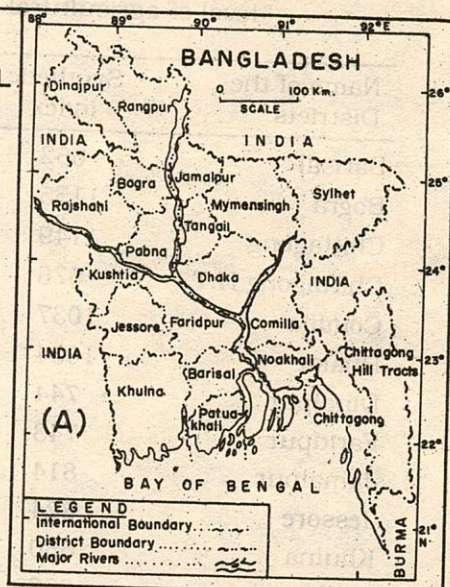 88° 89° 90° 91° 92°E
BANGLADESH
Dinajpur
Rangpur
0 100 Km.
SCALE
26°
INDIA
INDIA
Bogra
Jamalpur
25°
Rajshahi
Mymensingh
Sylhet
Tangail
Pabna
24°
Kushtia
Dhaka
INDIA
Jessore
Faridpur
Comilla
INDIA
Noakhali
Chittagong
Hill Tracts
23°
Barisal
Khulna
(A)
Patua
khali
Chittagong
22°
BAY OF BENGAL
LEGEND
International Boundary
District Boundary
Major Rivers
BURMA
21°
N